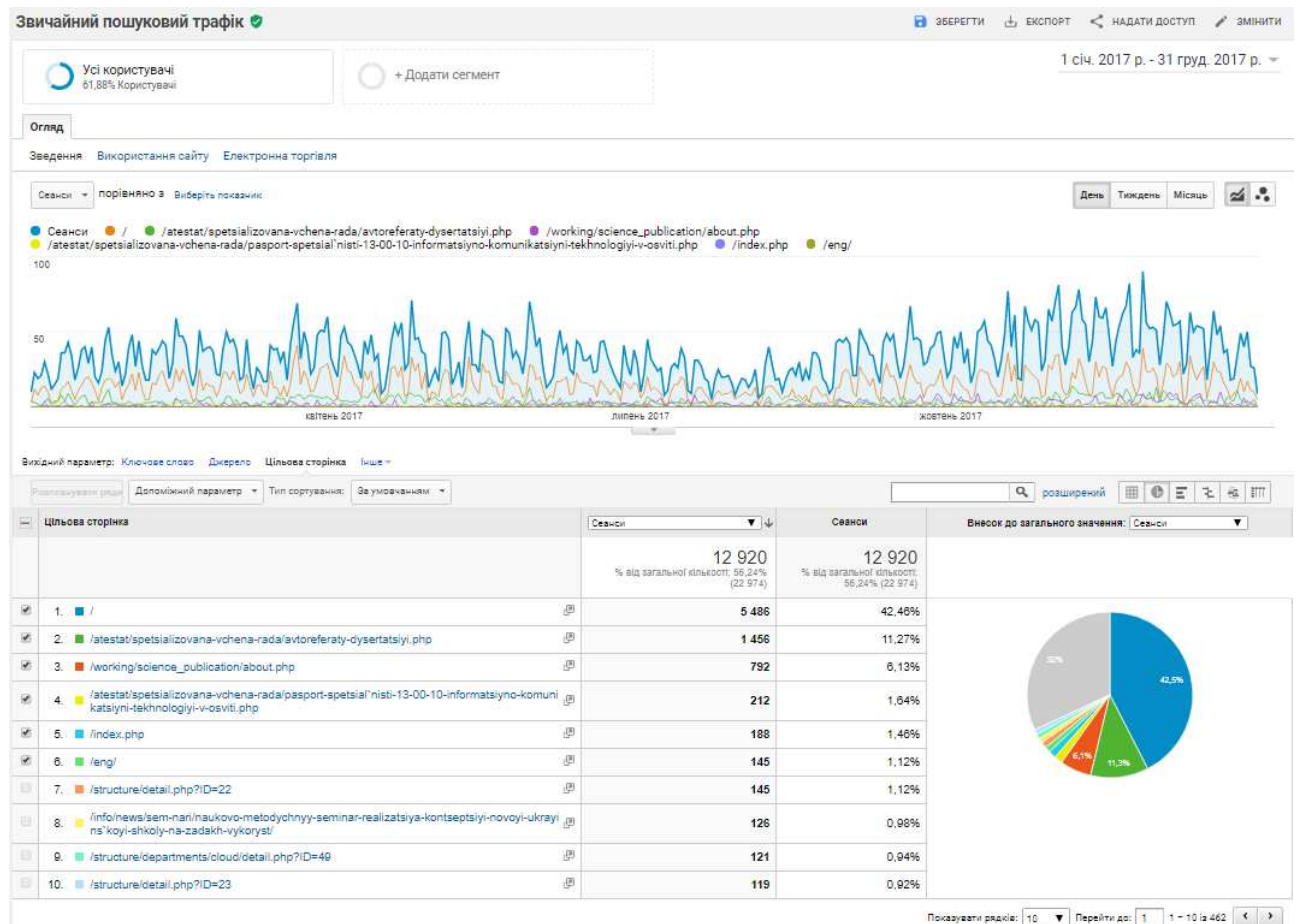 Звичайний пошуковий трафік
ЗБЕРЕГТИ ЕКСПОРТ НАДАТИ ДОСТУП ЗМІНИТИ
Усі користувачі
61,88% Користувачі
+ Додати сегмент
1 січ. 2017 р. - 31 груд. 2017 р.
Огляд
Зведення Використання сайту Електронна торгівля
Сеанси порівняно з Виберіть показник
День Тиждень Місяць
Сеанси / /atestat/spetsializovana-vchena-rada/avtoreferaty-dysertatsiyi.php /working/science_publication/about.php
/atestat/spetsializovana-vchena-rada/pasport-spetsial`nisti-13-00-10-informatsiyno-komunikatsiyni-tekhnologiyi-v-osviti.php /index.php /eng/
100
50
квітень 2017 липень 2017 жовтень 2017
Вихідний параметр: Ключове слово Джерело Цільова сторінка Інше
Допоміжний параметр Тип сортування: За умовчанням
розширений
Цільова сторінка Сеанси Сеанси Внесок до загального значення: Сеанси
12 920 12 920
% від загальної кількості: 56,24% % від загальної кількості:
(22 974) 56,24% (22 974)
1. / 5 486 42,46%
2. /atestat/spetsializovana-vchena-rada/avtoreferaty-dysertatsiyi.php 1 456 11,27%
3. /working/science_publication/about.php 792 6,13%
4. /atestat/spetsializovana-vchena-rada/pasport-spetsial`nisti-13-00-10-informatsiyno-komuni
katsiyni-tekhnologiyi-v-osviti.php 212 1,64%
5. /index.php 188 1,46%
6. /eng/ 145 1,12%
7. /structure/detail.php?ID=22 145 1,12%
8. /info/news/sem-nari/naukovo-metodychnyy-seminar-realizatsiya-kontseptsiyi-novoyi-ukrayi
ns`koyi-shkoly-na-zadakh-vykoryst/ 126 0,98%
9. /structure/departments/cloud/detail.php?ID=49 121 0,94%
10. /structure/detail.php?ID=23 119 0,92%
32%
42,5%
6,1%
11,3%
Показувати рядків: 10 Перейти до: 1 1 – 10 із 462